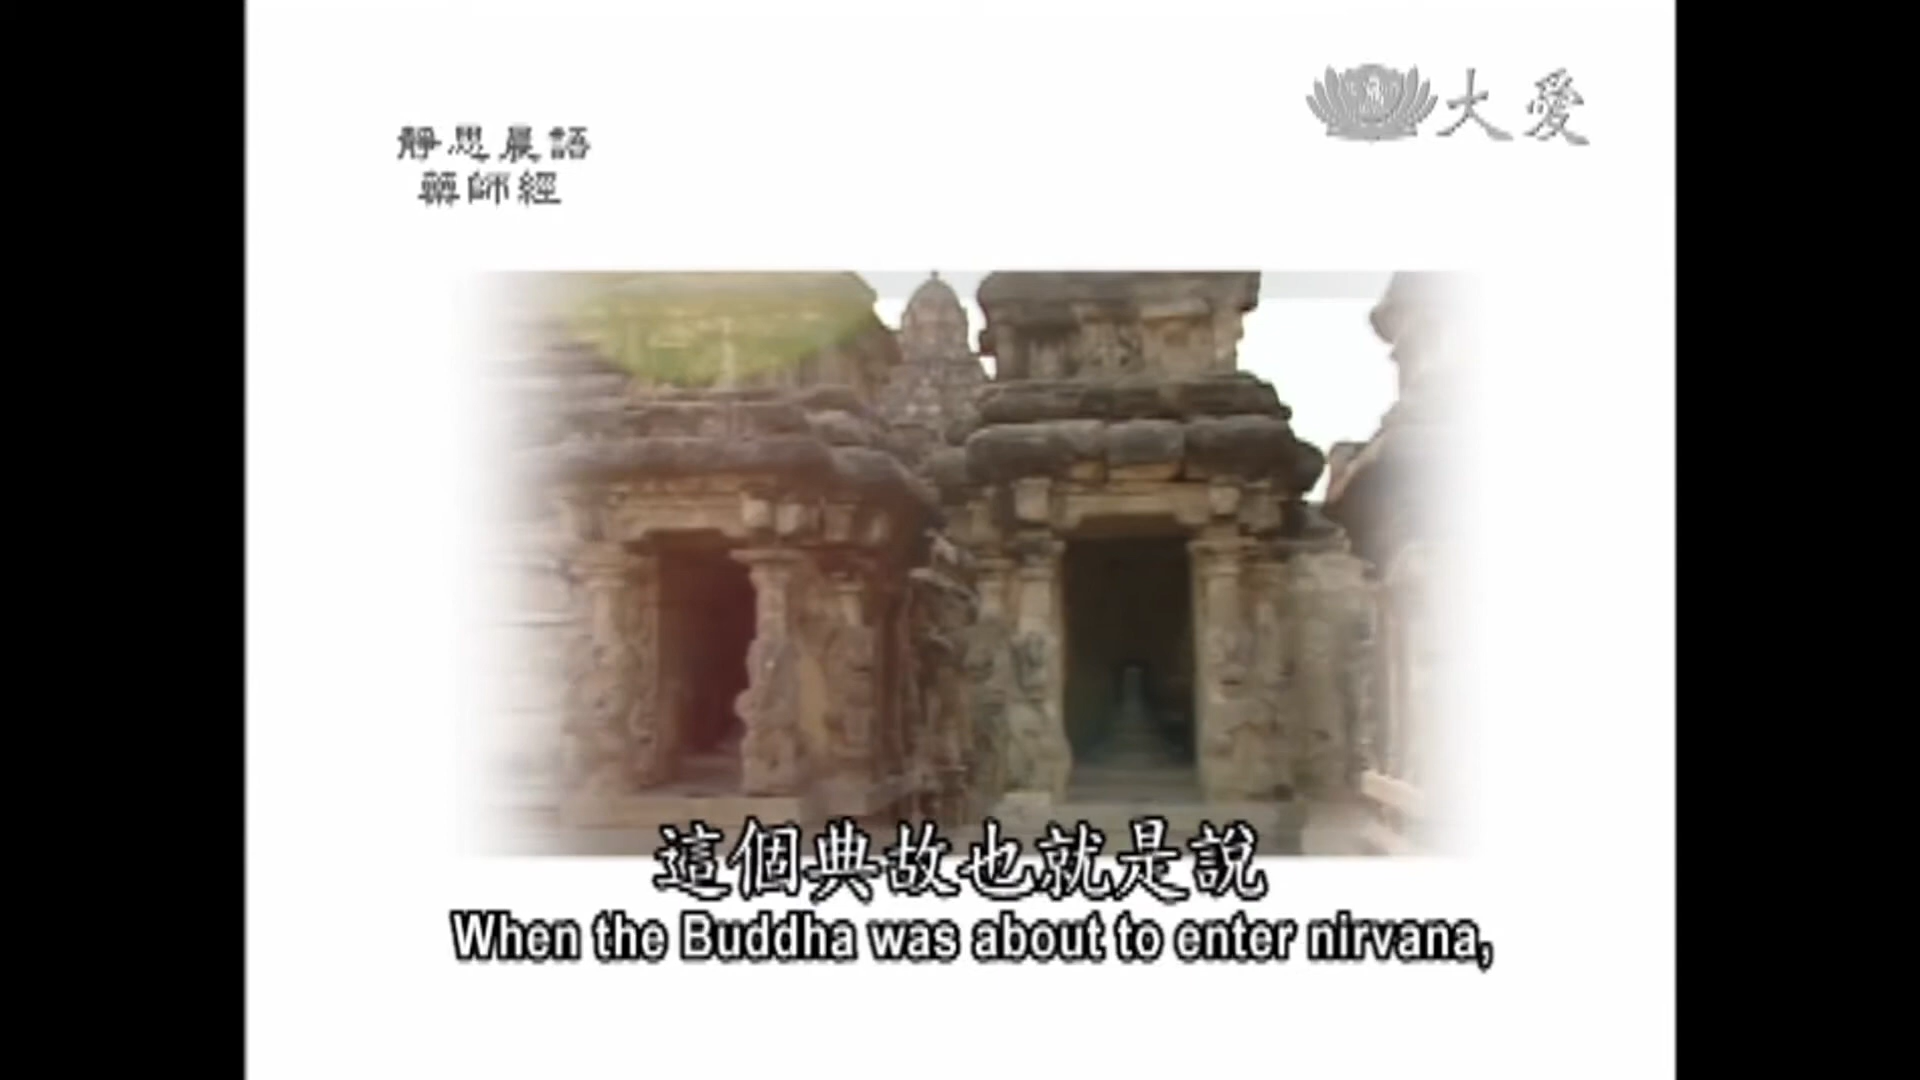 大愛
靜思晨語
藥師經
這個典故也就是說
When the Buddha was about to enter nirvana,